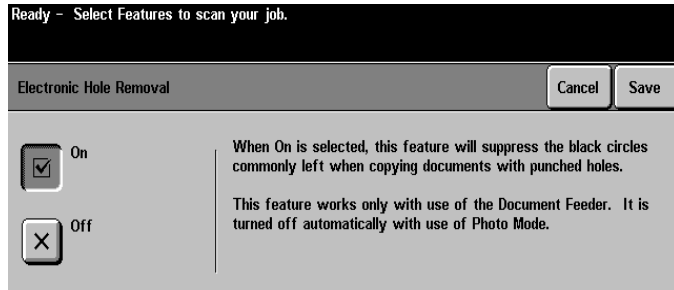 Ready - Select Features to scan your job.
Electronic Hole Removal
Cancel
Save
On
Off
When On is selected, this feature will suppress the black circles
commonly left when copying documents with punched holes.
This feature works only with use of the Document Feeder. It is
turned off automatically with use of Photo Mode.